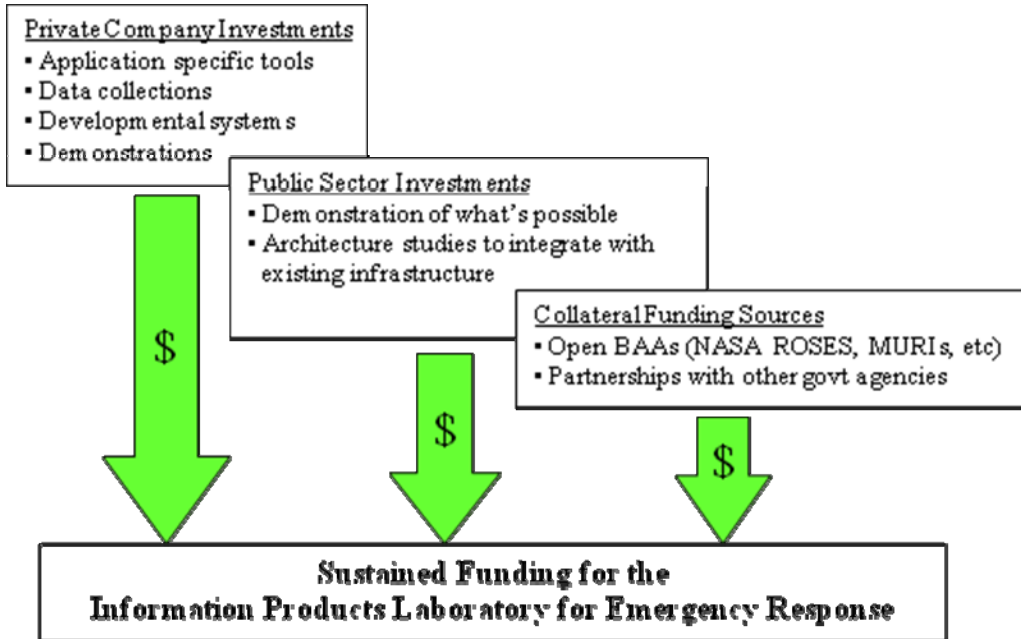 Private Company Investments
▪ Application specific tools
▪ Data collections
▪ Developmental systems
▪ Demonstrations
Public Sector Investments
▪ Demonstration of what's possible
▪ Architecture studies to integrate with
existing infrastructure
Collateral Funding Sources
▪ Open BAAs (NASA ROSES, MURIs, etc)
▪ Partnerships with other govt agencies
$
$
$
Sustained Funding for the
Information Products Laboratory for Emergency Response